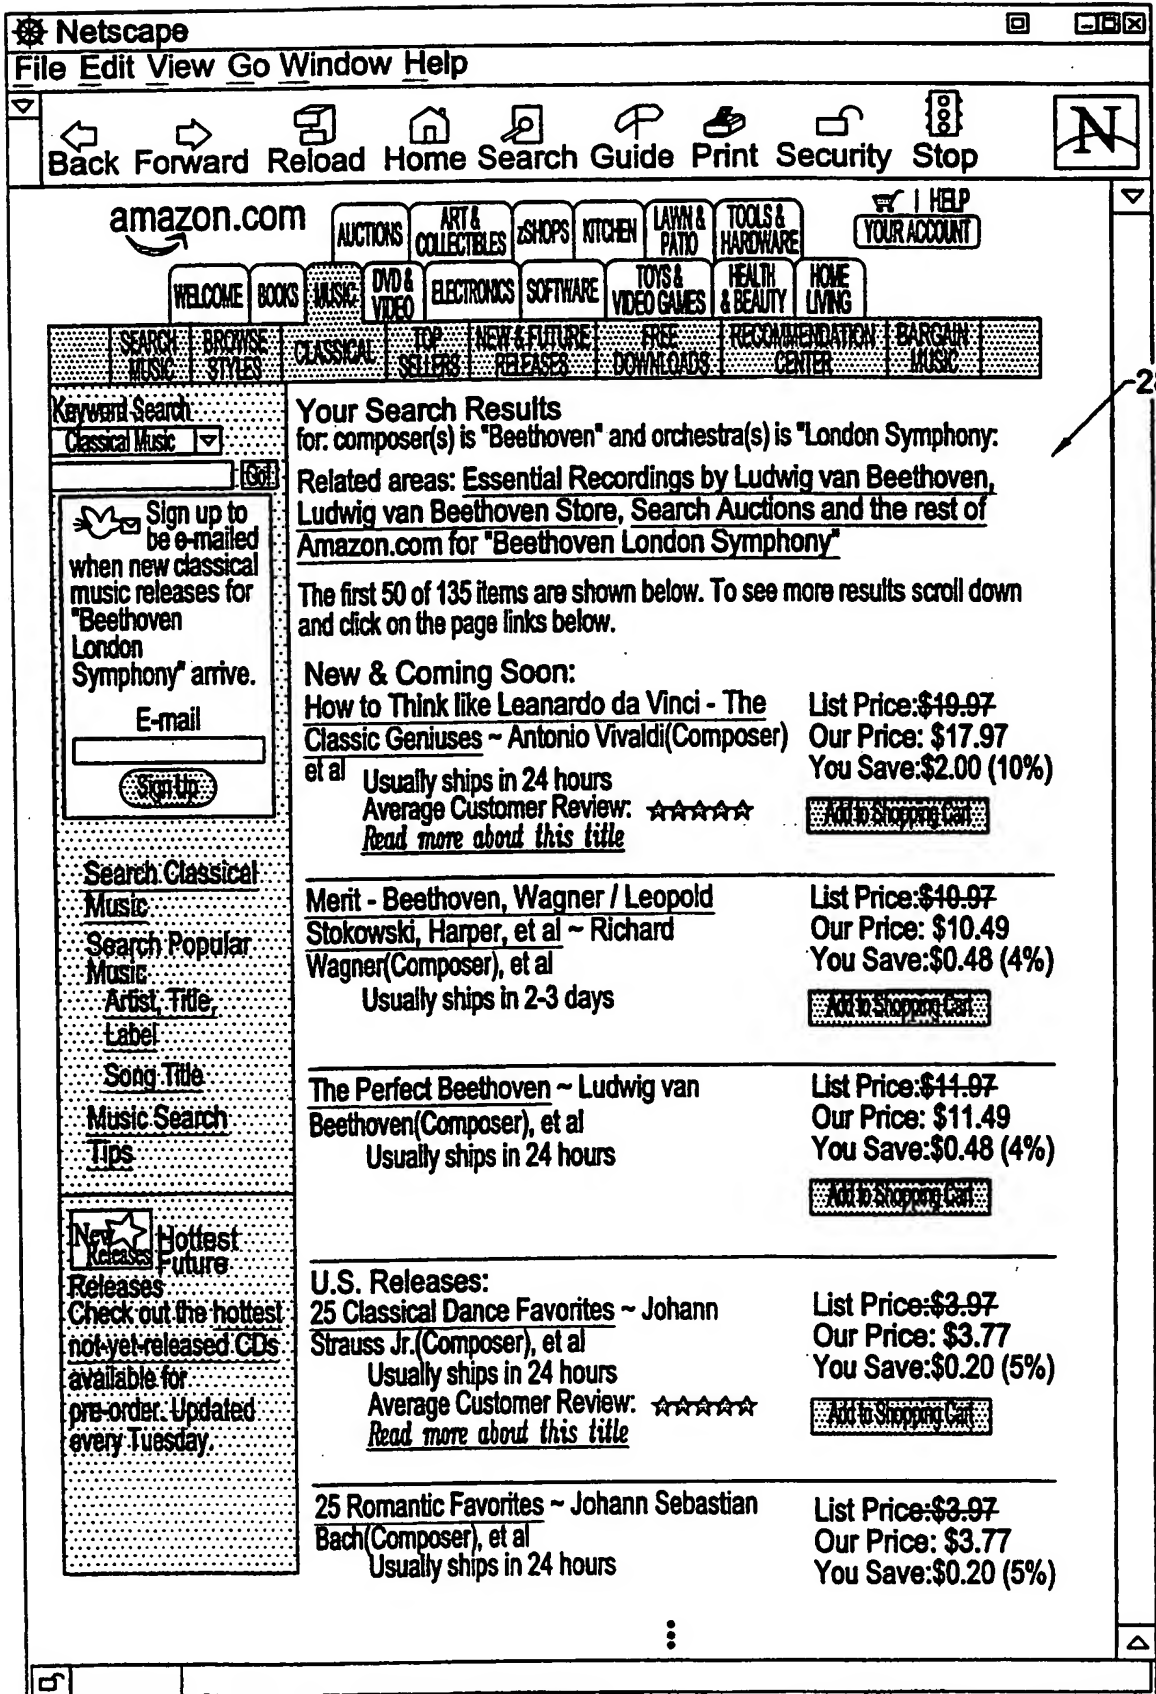 Netscape
File Edit View Go Window Help
Back Forward Reload Home Search Guide Print Security Stop
N
amazon.com
HELP
YOUR ACCOUNT
AUCTIONS
ART &
COLLECTIBLES
zSHOPS
KITCHEN
LAWN &
PATIO
TOOLS &
HARDWARE
WELCOME
BOOKS
MUSIC
DVD &
VIDEO
ELECTRONICS
SOFTWARE
TOYS &
VIDEO GAMES
HEALTH
& BEAUTY
HOME
LIVING
SEARCH
MUSIC
BROWSE
STYLES
CLASSICAL
TOP
SELLERS
NEW & FUTURE
RELEASES
FREE
DOWNLOADS
RECOMMENDATION
CENTER
BARGAIN
MUSIC
Keyword Search
Classical Music
Go!
Sign up to
be e-mailed
when new classical
music releases for
"Beethoven
London
Symphony" arrive.
E-mail
Sign Up
Search Classical
Music
Search Popular
Music
Artist, Title,
Label
Song Title
Music Search
Tips
New
Releases
Hottest
Future
Releases
Check out the hottest
not-yet-released CDs
available for
pre-order. Updated
every Tuesday.
Your Search Results
for: composer(s) is "Beethoven" and orchestra(s) is "London Symphony:
Related areas: Essential Recordings by Ludwig van Beethoven,
Ludwig van Beethoven Store, Search Auctions and the rest of
Amazon.com for "Beethoven London Symphony"
The first 50 of 135 items are shown below. To see more results scroll down
and click on the page links below.
New & Coming Soon:
How to Think like Leanardo da Vinci - The
Classic Geniuses ~ Antonio Vivaldi(Composer)
et al
Usually ships in 24 hours
Average Customer Review: ☆☆☆☆☆
Read more about this title
List Price:$19.97
Our Price: $17.97
You Save:$2.00 (10%)
Add to Shopping Cart
Merit - Beethoven, Wagner / Leopold
Stokowski, Harper, et al ~ Richard
Wagner(Composer), et al
Usually ships in 2-3 days
List Price:$10.97
Our Price: $10.49
You Save:$0.48 (4%)
Add to Shopping Cart
The Perfect Beethoven ~ Ludwig van
Beethoven(Composer), et al
Usually ships in 24 hours
List Price:$11.97
Our Price: $11.49
You Save:$0.48 (4%)
Add to Shopping Cart
U.S. Releases:
25 Classical Dance Favorites ~ Johann
Strauss Jr.(Composer), et al
Usually ships in 24 hours
Average Customer Review: ☆☆☆☆☆
Read more about this title
List Price:$3.97
Our Price: $3.77
You Save:$0.20 (5%)
Add to Shopping Cart
25 Romantic Favorites ~ Johann Sebastian
Bach(Composer), et al
Usually ships in 24 hours
List Price:$3.97
Our Price: $3.77
You Save:$0.20 (5%)